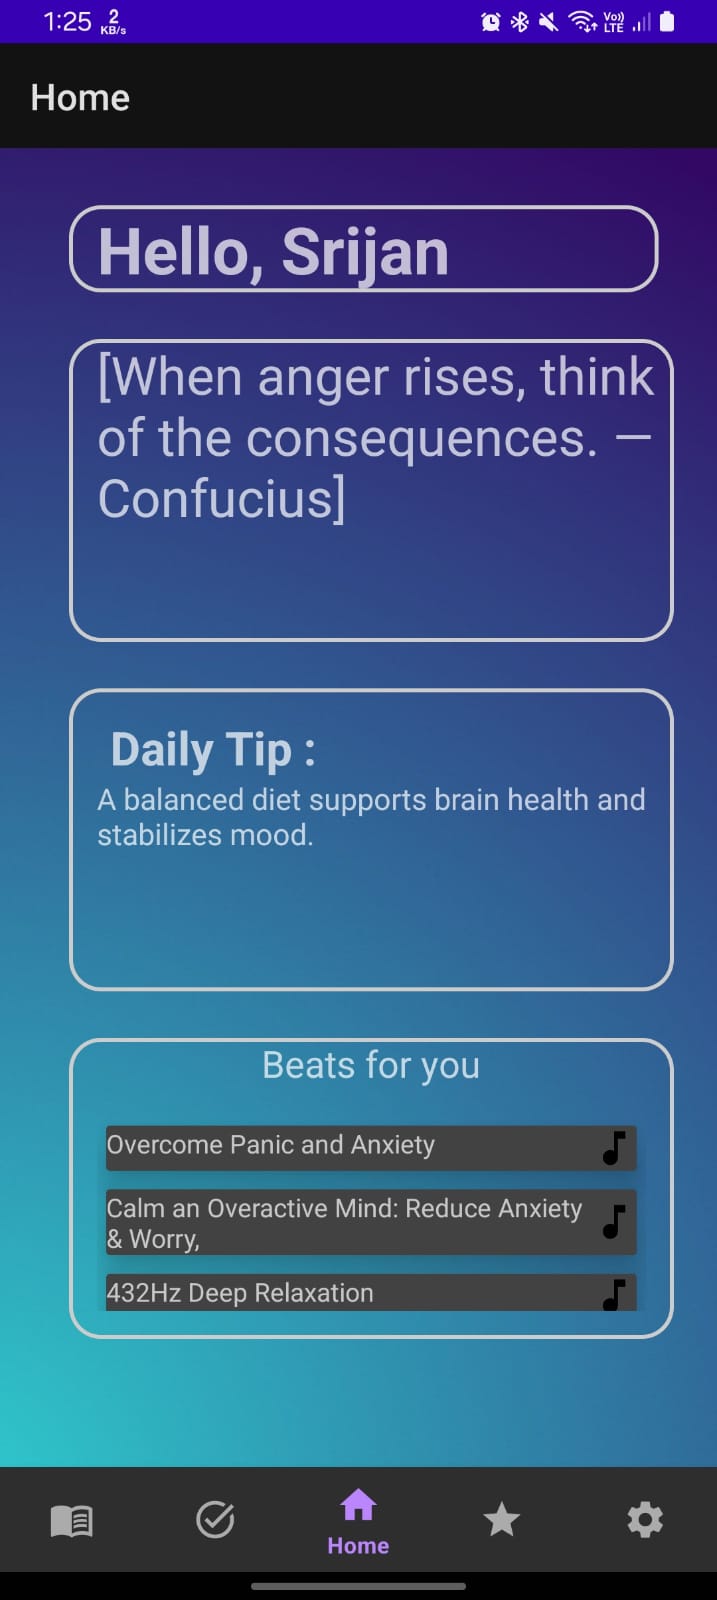 1:25 2 KB/s Vo)) LTE
Home
Hello, Srijan
[When anger rises, think
of the consequences. —
Confucius]
Daily Tip :
A balanced diet supports brain health and
stabilizes mood.
Beats for you
Overcome Panic and Anxiety
Calm an Overactive Mind: Reduce Anxiety
& Worry,
432Hz Deep Relaxation
Home